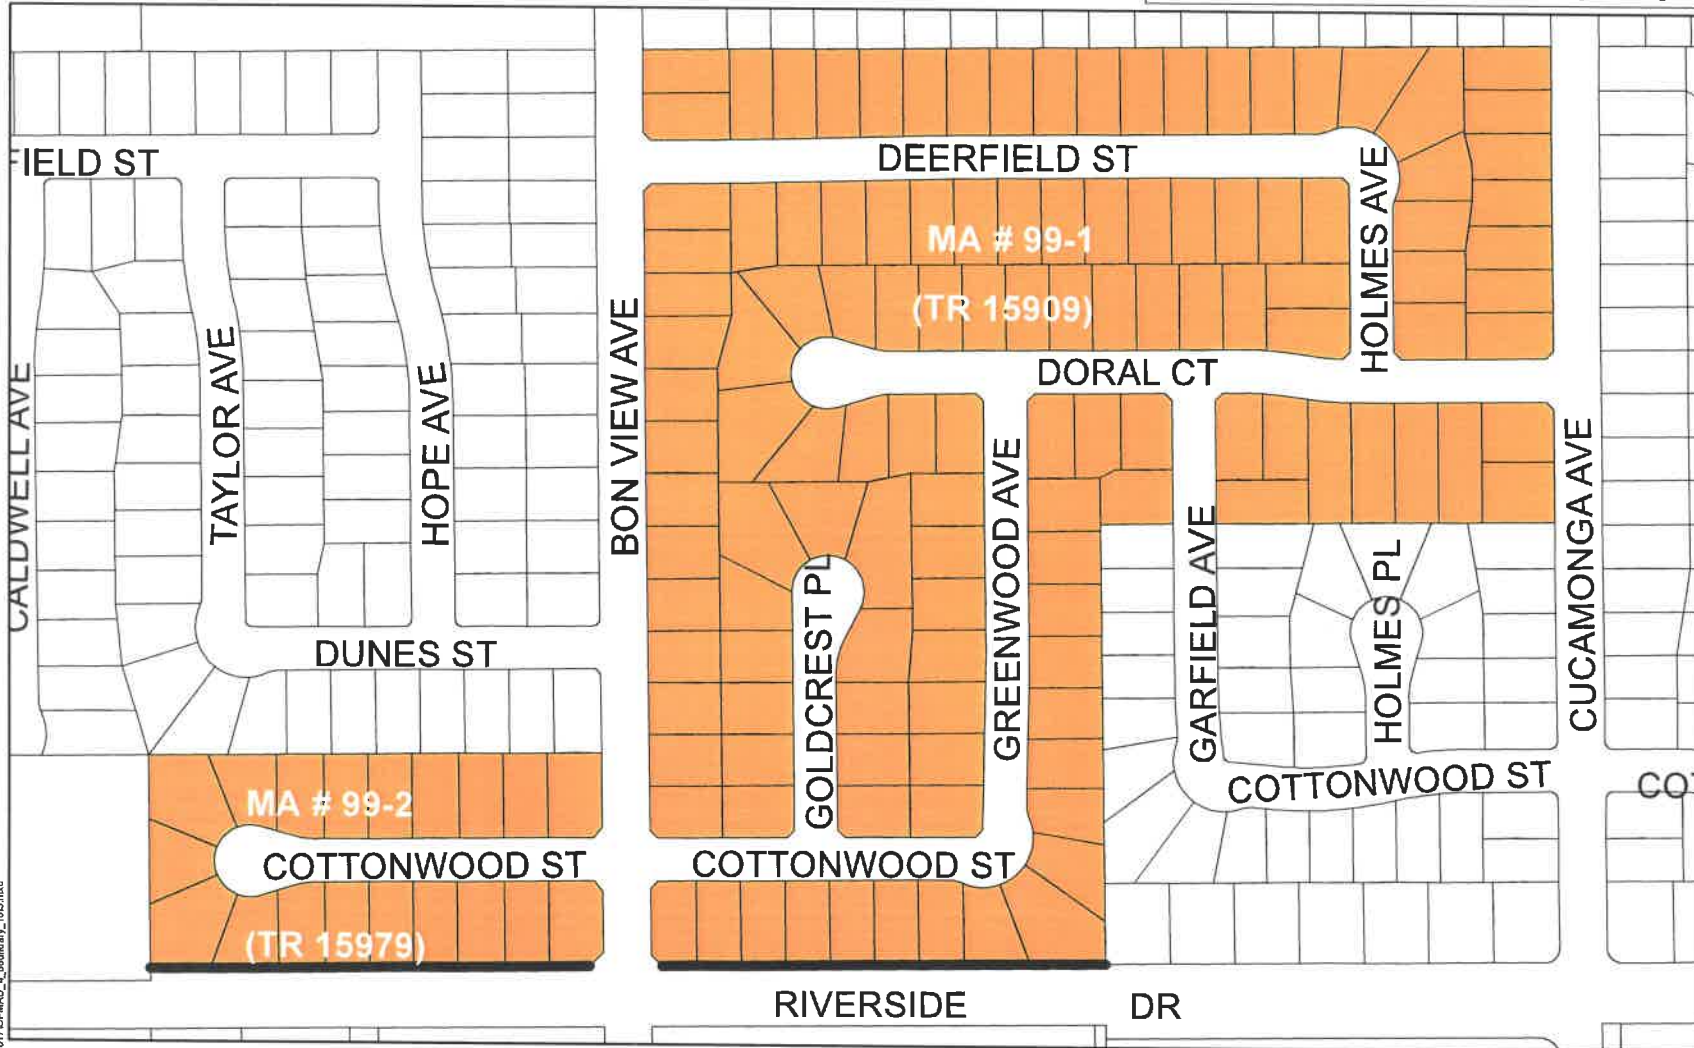 FIELD ST
DEERFIELD ST
MA # 99-1
(TR 15909)
HOLMES AVE
DORAL CT
BON VIEW AVE
TAYLOR AVE
HOPE AVE
CALDWELL AVE
GREENWOOD AVE
CUCAMONGA AVE
GARFIELD AVE
HOLMES PL
GOLDCREST PL
DUNES ST
COTTONWOOD ST
COT
MA # 99-2
COTTONWOOD ST
COTTONWOOD ST
(TR 15979)
RIVERSIDE DR